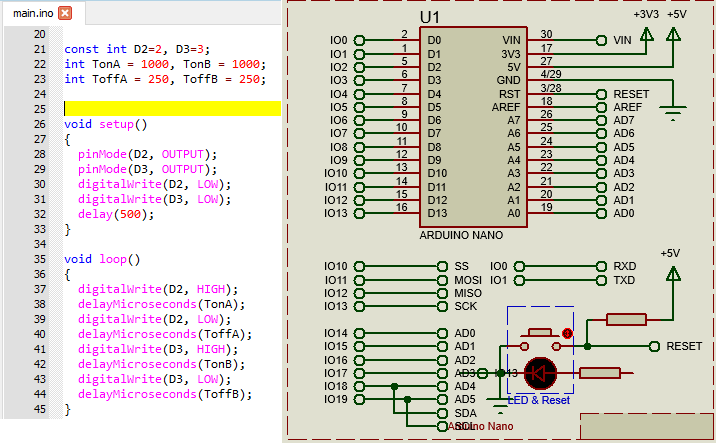 main.ino
20
21 const int D2=2, D3=3;
22 int TonA = 1000, TonB = 1000;
23 int ToffA = 250, ToffB = 250;
24
25
26 void setup()
27 {
28 pinMode(D2, OUTPUT);
29 pinMode(D3, OUTPUT);
30 digitalWrite(D2, LOW);
31 digitalWrite(D3, LOW);
32 delay(500);
33 }
34
35 void loop()
36 {
37 digitalWrite(D2, HIGH);
38 delayMicroseconds(TonA);
39 digitalWrite(D2, LOW);
40 delayMicroseconds(ToffA);
41 digitalWrite(D3, HIGH);
42 delayMicroseconds(TonB);
43 digitalWrite(D3, LOW);
44 delayMicroseconds(ToffB);
45 }
U1
+3V3 +5V
IO0 2 D0 VIN 30 VIN
IO1 1 D1 3V3 17
IO2 5 D2 5V 27
IO3 6 D3 GND 4/29
IO4 7 D4 RST 3/28 RESET
IO5 8 D5 AREF 18 AREF
IO6 9 D6 A7 26 AD7
IO7 10 D7 A6 25 AD6
IO8 11 D8 A5 24 AD5
IO9 12 D9 A4 23 AD4
IO10 13 D10 A3 22 AD3
IO11 14 D11 A2 21 AD2
IO12 15 D12 A1 20 AD1
IO13 16 D13 A0 19 AD0
ARDUINO NANO
+5V
IO10 SS IO0 RXD
IO11 MOSI IO1 TXD
IO12 MISO
IO13 SCK
IO14 AD0
IO15 AD1 RESET
IO16 AD2
IO17 AD3 IO13
IO18 AD4
IO19 AD5 LED & Reset
SDA
SCL Arduino Nano